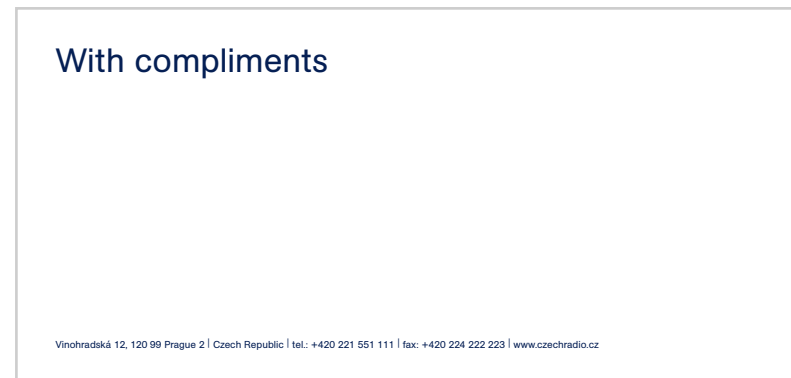 With compliments
Vinohradská 12, 120 99 Prague 2 | Czech Republic | tel.: +420 221 551 111 | fax: +420 224 222 223 | www.czechradio.cz